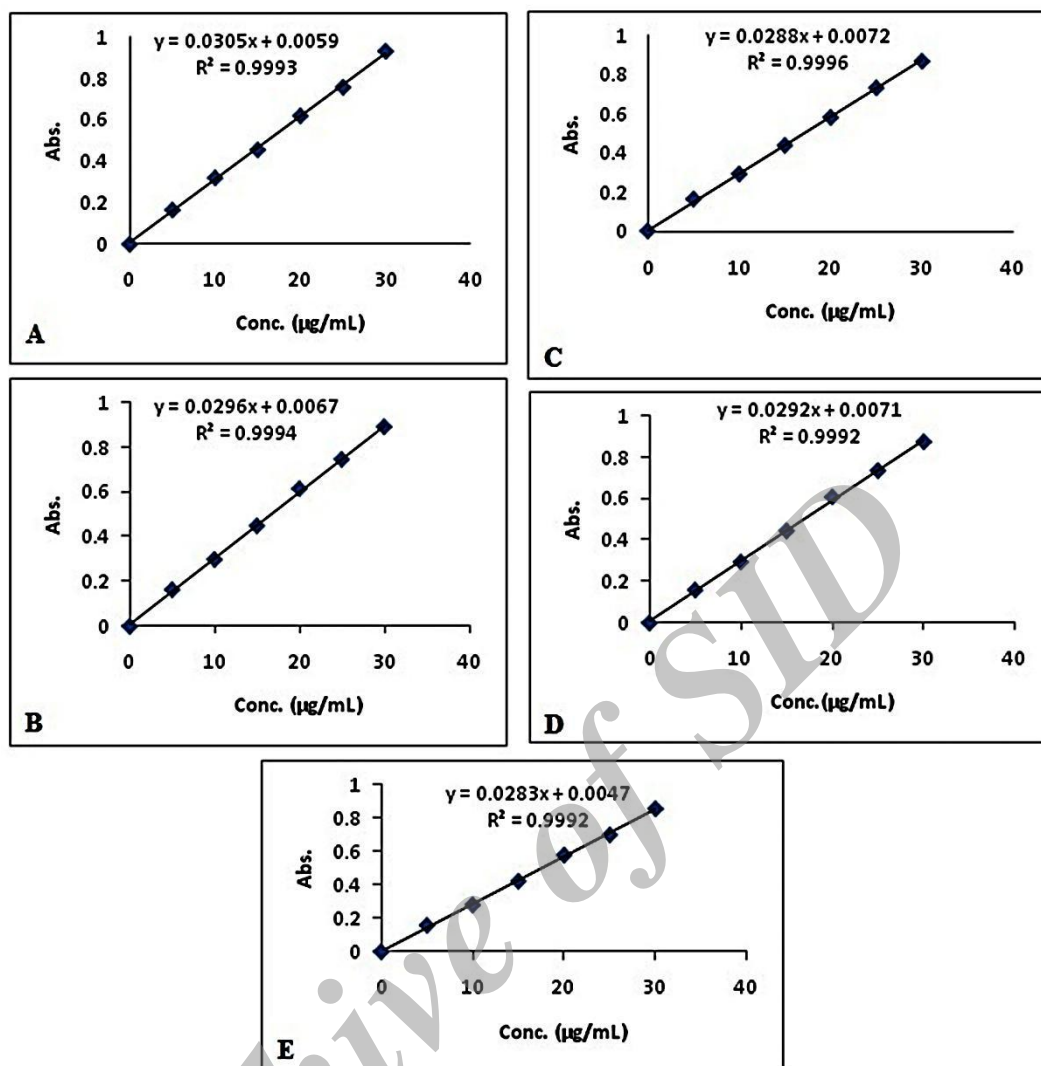 y = 0.0305x + 0.0059
R² = 0.9993
1
0.8
0.6
0.4
0.2
0
Abs.
0 10 20 30 40
Conc. (µg/mL)
A
y = 0.0288x + 0.0072
R² = 0.9996
1
0.8
0.6
0.4
0.2
0
Abs.
0 10 20 30 40
Conc. (µg/mL)
C
y = 0.0296x + 0.0067
R² = 0.9994
1
0.8
0.6
0.4
0.2
0
Abs.
0 10 20 30 40
Conc. (µg/mL)
B
y = 0.0292x + 0.0071
R² = 0.9992
1
0.8
0.6
0.4
0.2
0
Abs.
0 10 20 30 40
Conc. (µg/mL)
D
y = 0.0283x + 0.0047
R² = 0.9992
1
0.8
0.6
0.4
0.2
0
Abs.
0 10 20 30 40
Conc. (µg/mL)
E
hive of SID